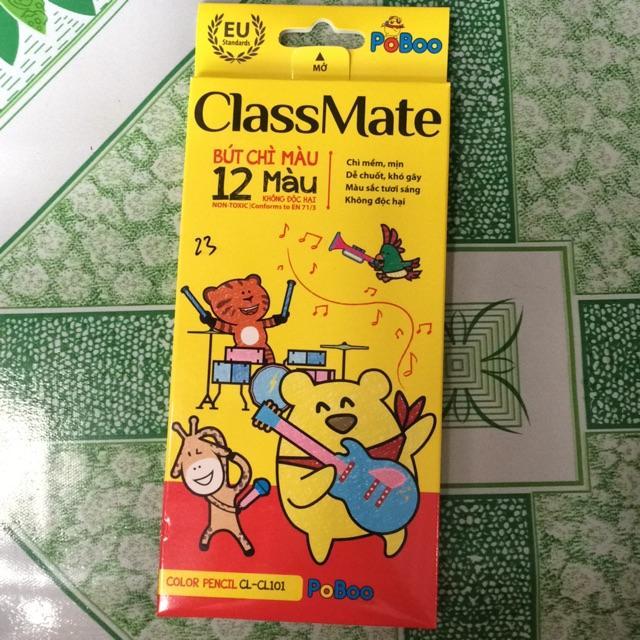 EU
Standards
MỞ
PoBoo
ClassMate
BÚT CHÌ MÀU
12 Màu
KHÔNG ĐỘC HẠI
NON-TOXIC | Conforms to EN 71/3
Chì mềm, mịn
Dễ chuốt, khó gãy
Màu sắc tươi sáng
Không độc hại
23
COLOR PENCIL CL-CL101
PoBoo